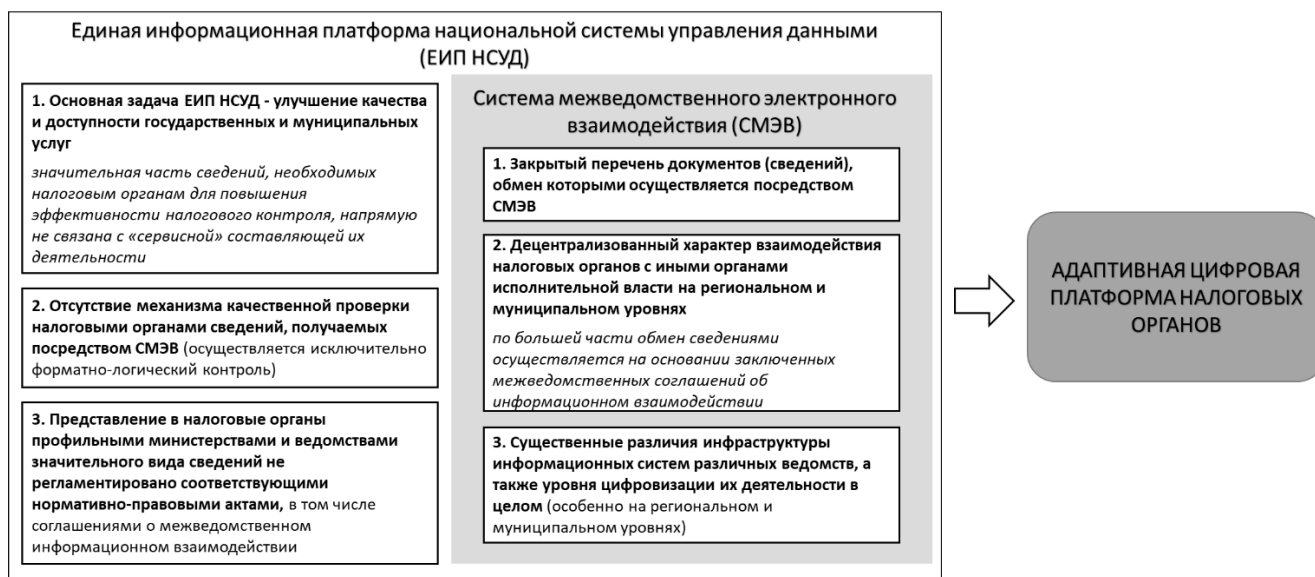 Единая информационная платформа национальной системы управления данными
(ЕИП НСУД)
1. Основная задача ЕИП НСУД - улучшение качества
и доступности государственных и муниципальных
услуг
значительная часть сведений, необходимых
налоговым органам для повышения
эффективности налогового контроля, напрямую
не связана с «сервисной» составляющей их
деятельности
2. Отсутствие механизма качественной проверки
налоговыми органами сведений, получаемых
посредством СМЭВ (осуществляется исключительно
форматно-логический контроль)
3. Представление в налоговые органы
профильными министерствами и ведомствами
значительного вида сведений не
регламентировано соответствующими
нормативно-правовыми актами, в том числе
соглашениями о межведомственном
информационном взаимодействии
Система межведомственного электронного
взаимодействия (СМЭВ)
1. Закрытый перечень документов (сведений),
обмен которыми осуществляется посредством
СМЭВ
2. Децентрализованный характер взаимодействия
налоговых органов с иными органами
исполнительной власти на региональном и
муниципальном уровнях
по большей части обмен сведениями
осуществляется на основании заключенных
межведомственных соглашений об
информационном взаимодействии
3. Существенные различия инфраструктуры
информационных систем различных ведомств, а
также уровня цифровизации их деятельности в
целом (особенно на региональном и
муниципальном уровнях)
АДАПТИВНАЯ ЦИФРОВАЯ
ПЛАТФОРМА НАЛОГОВЫХ
ОРГАНОВ